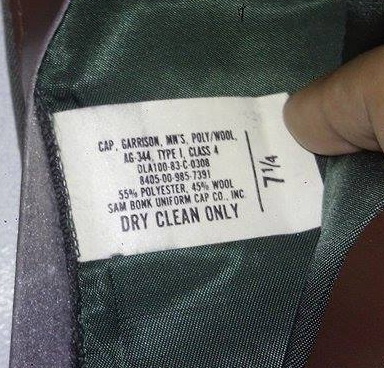 CAP, GARRISON, MN'S, POLY/WOOL,
AG-344, TYPE I, CLASS 4
DLA100-83-C-0308
8405-00-985-7391
55% POLYESTER, 45% WOOL
SAM BONK UNIFORM CAP CO., INC.
DRY CLEAN ONLY
7 1/4